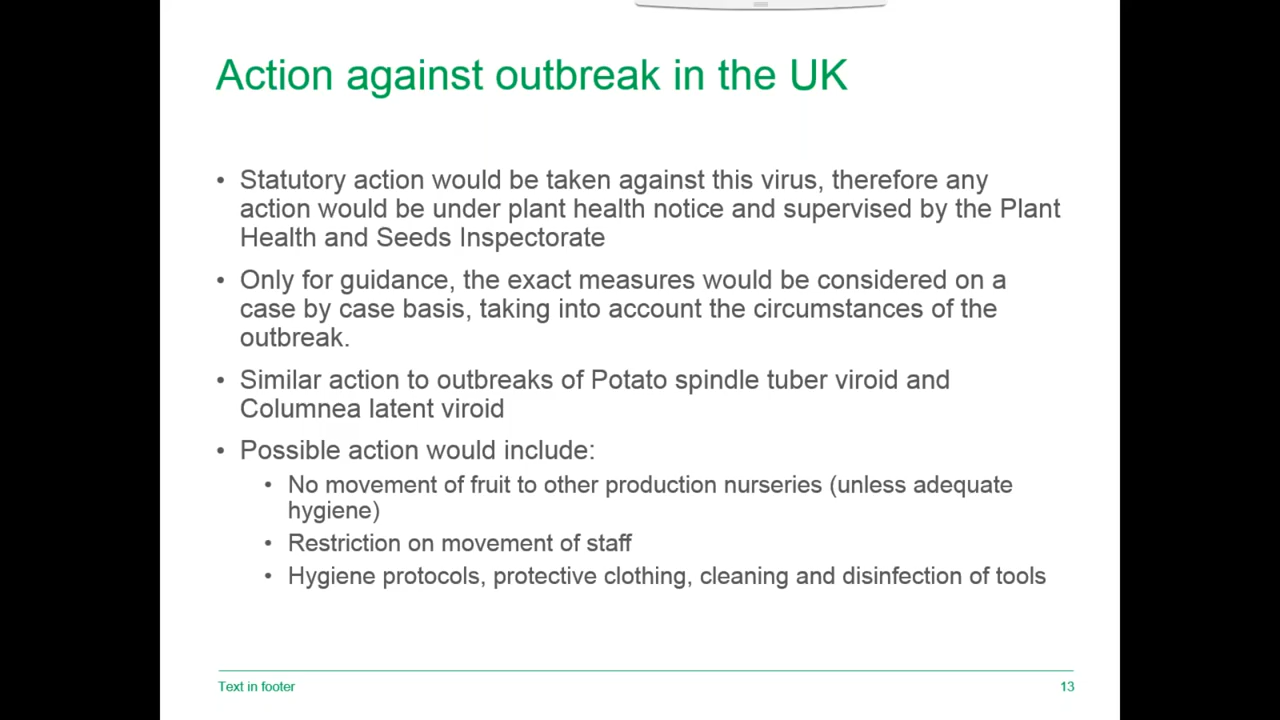 Action against outbreak in the UK
• Statutory action would be taken against this virus, therefore any
action would be under plant health notice and supervised by the Plant
Health and Seeds Inspectorate
• Only for guidance, the exact measures would be considered on a
case by case basis, taking into account the circumstances of the
outbreak.
• Similar action to outbreaks of Potato spindle tuber viroid and
Columnea latent viroid
• Possible action would include:
• No movement of fruit to other production nurseries (unless adequate
hygiene)
• Restriction on movement of staff
• Hygiene protocols, protective clothing, cleaning and disinfection of tools
Text in footer
13